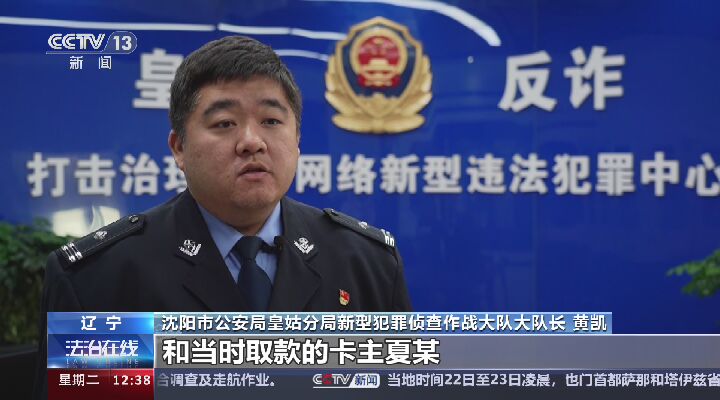 CCTV 13
新闻
皇 反诈
打击治理 网络新型违法犯罪中心
辽宁 沈阳市公安局皇姑分局新型犯罪侦查作战大队大队长 黄凯
法治在线
和当时取款的卡主夏某
星期二 12:38 合调查及走航作业。 CCTV 新闻 当地时间22日至23日凌晨，也门首都萨那和塔伊兹省